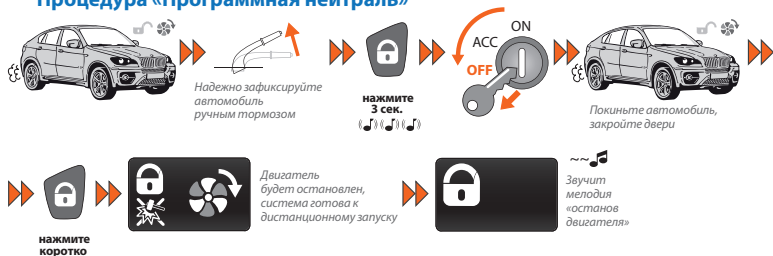 Процедура «Программная нейтраль»
Надежно зафиксируйте
автомобиль
ручным тормозом
нажмите
3 сек.
ACC
ON
OFF
Покиньте автомобиль,
закройте двери
нажмите
коротко
Двигатель
будет остановлен,
система готова к
дистанционному запуску
Звучит
мелодия
«останов
двигателя»